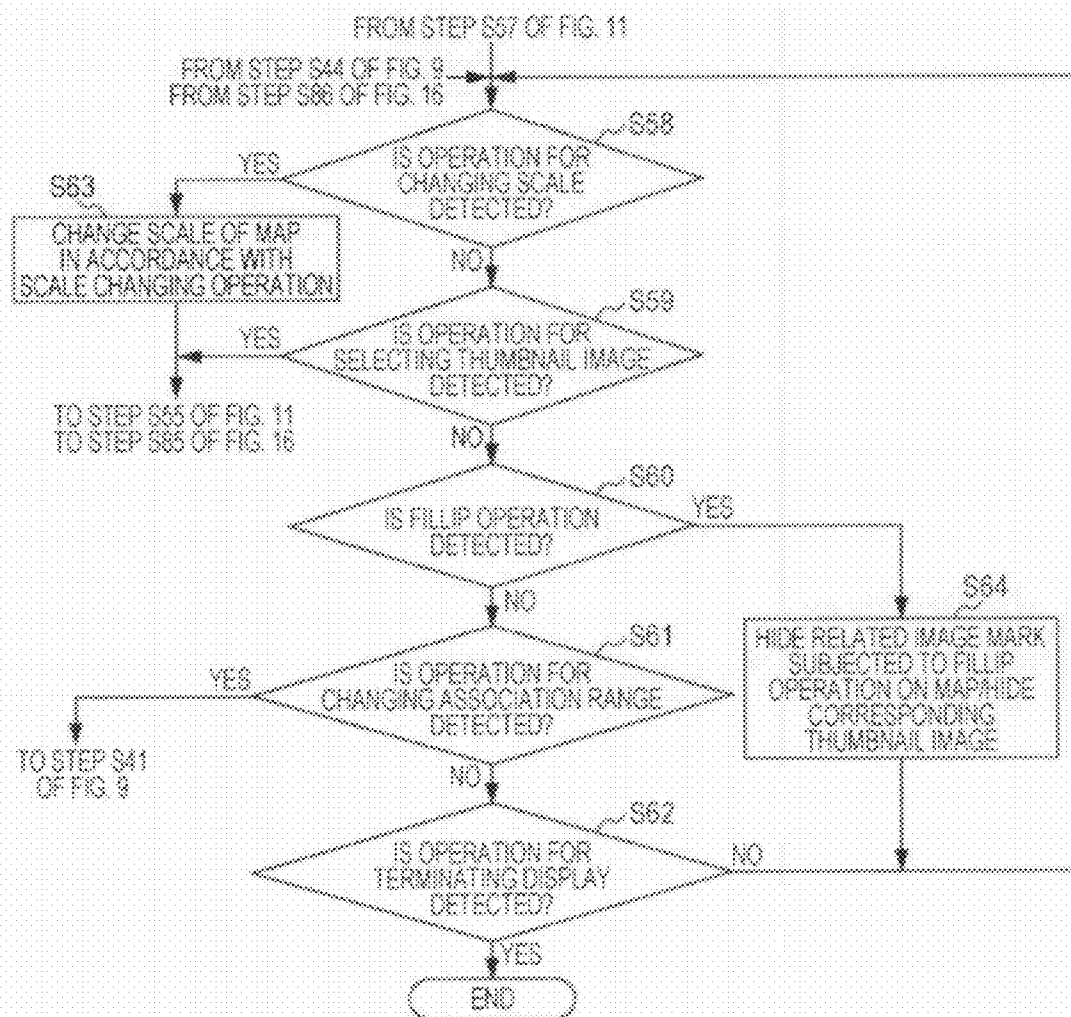 FROM STEP S57 OF FIG. 11
FROM STEP S44 OF FIG. 9
FROM STEP S86 OF FIG. 16
S58
IS OPERATION FOR
CHANGING SCALE
DETECTED?
YES
NO
S63
CHANGE SCALE OF MAP
IN ACCORDANCE WITH
SCALE CHANGING OPERATION
S59
IS OPERATION FOR
SELECTING THUMBNAIL IMAGE
DETECTED?
YES
NO
TO STEP S55 OF FIG. 11
TO STEP S85 OF FIG. 16
S60
IS FILLIP OPERATION
DETECTED?
YES
NO
S64
HIDE RELATED IMAGE MARK
SUBJECTED TO FILLIP
OPERATION ON MAP/HIDE
CORRESPONDING
THUMBNAIL IMAGE
S61
IS OPERATION FOR
CHANGING ASSOCIATION RANGE
DETECTED?
YES
NO
TO STEP S41
OF FIG. 9
S62
IS OPERATION FOR
TERMINATING DISPLAY
DETECTED?
NO
YES
END